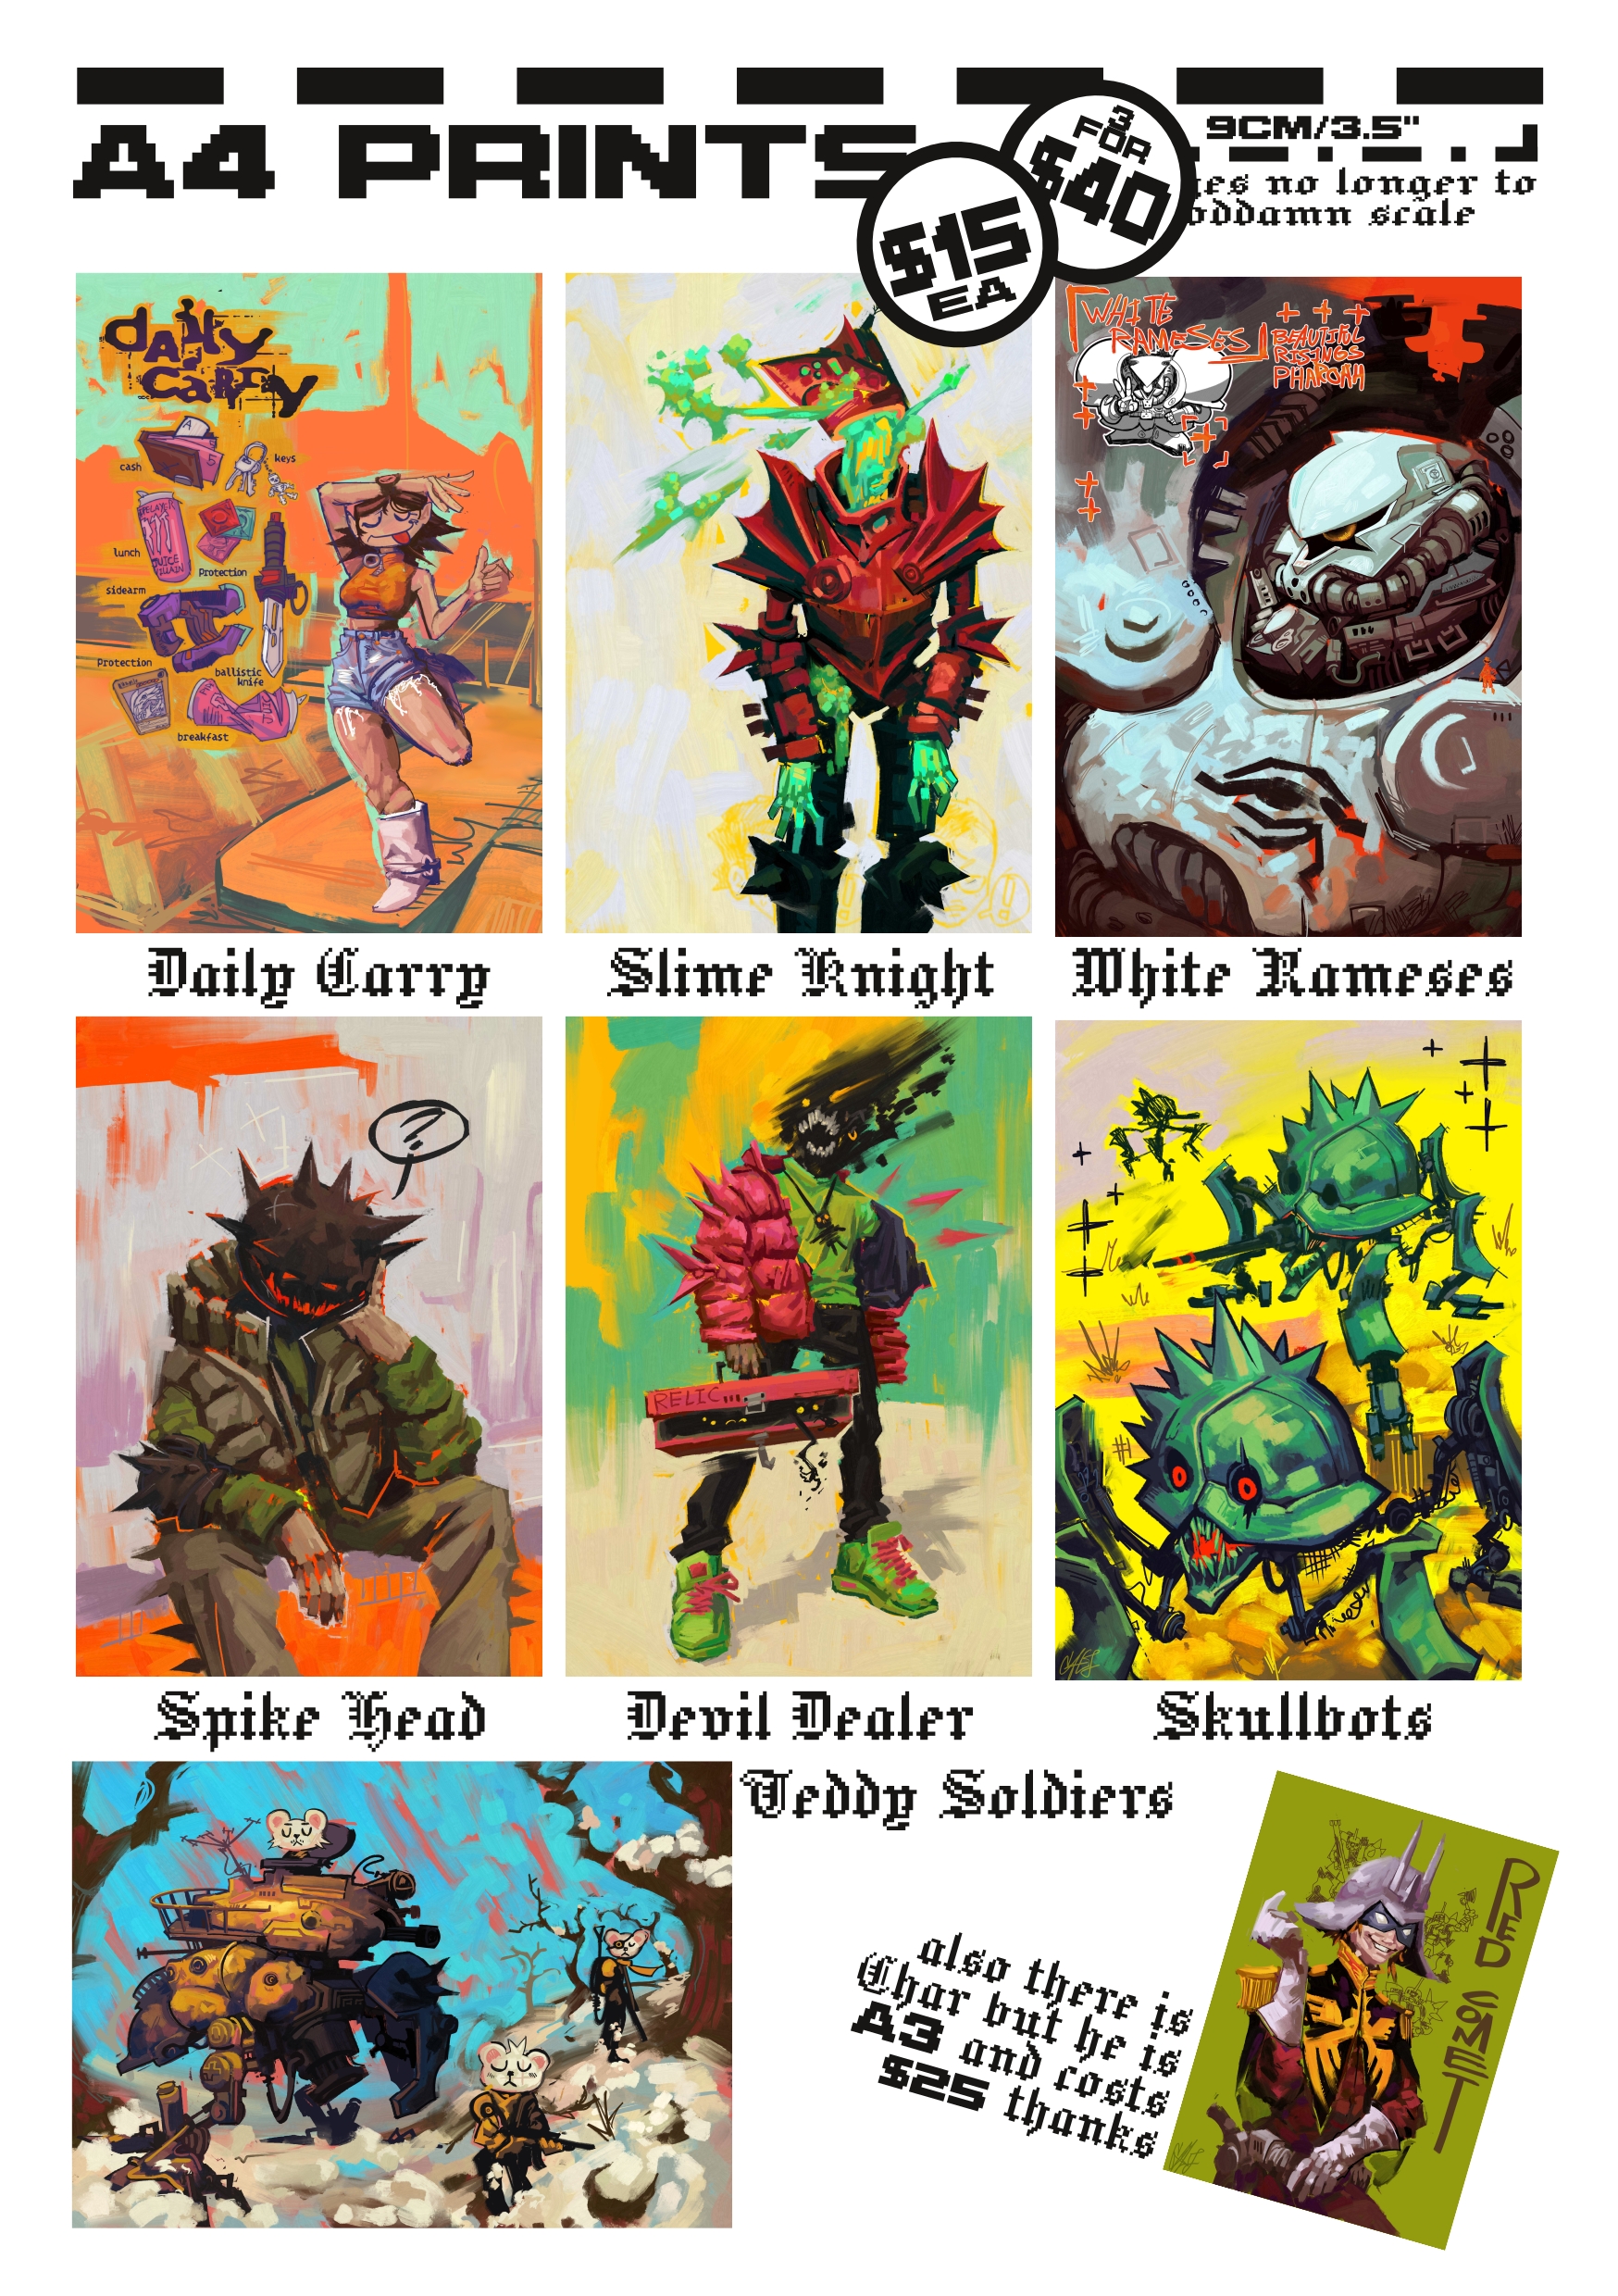 A4 PRINTS
3
FOR
$40
$15
EA
9CM/3.5"
no longer to
scale
daily
carry
cash
keys
lunch
JUICE
Protection
sidearm
Protection
ballistic
knife
breakfast
「WHITE
RAMESES」
BEAUTIFUL
RISINGS
PHAROAH
Daily Carry
Slime Knight
White Rameses
?
RELIC
Spike Head
Devil Dealer
Skullbots
Teddy Soldiers
also there is
Char but he is
A3 and costs
$25 thanks
RED
COMET